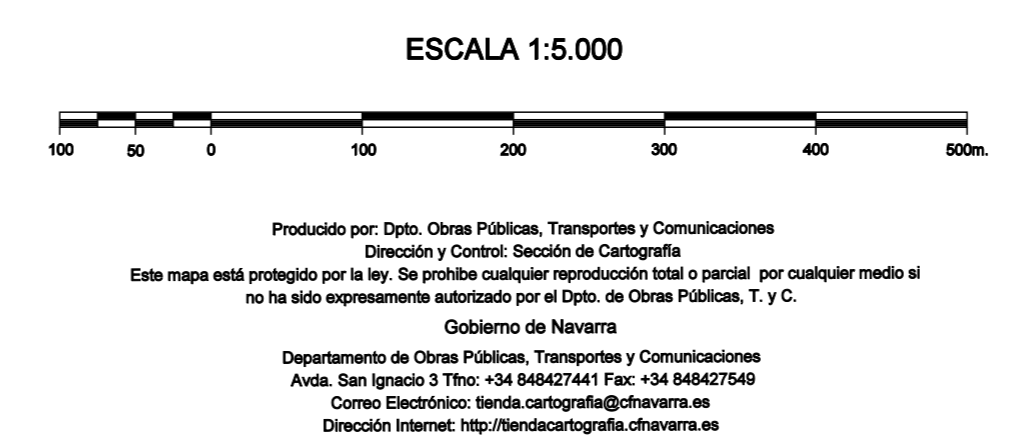 ESCALA 1:5.000
100 50 0 100 200 300 400 500m.
Producido por: Dpto. Obras Públicas, Transportes y Comunicaciones
Dirección y Control: Sección de Cartografía
Este mapa está protegido por la ley. Se prohibe cualquier reproducción total o parcial por cualquier medio si
no ha sido expresamente autorizado por el Dpto. de Obras Públicas, T. y C.
Gobierno de Navarra
Departamento de Obras Públicas, Transportes y Comunicaciones
Avda. San Ignacio 3 Tfno: +34 848427441 Fax: +34 848427549
Correo Electrónico: tienda.cartografia@cfnavarra.es
Dirección Internet: http://tiendacartografia.cfnavarra.es